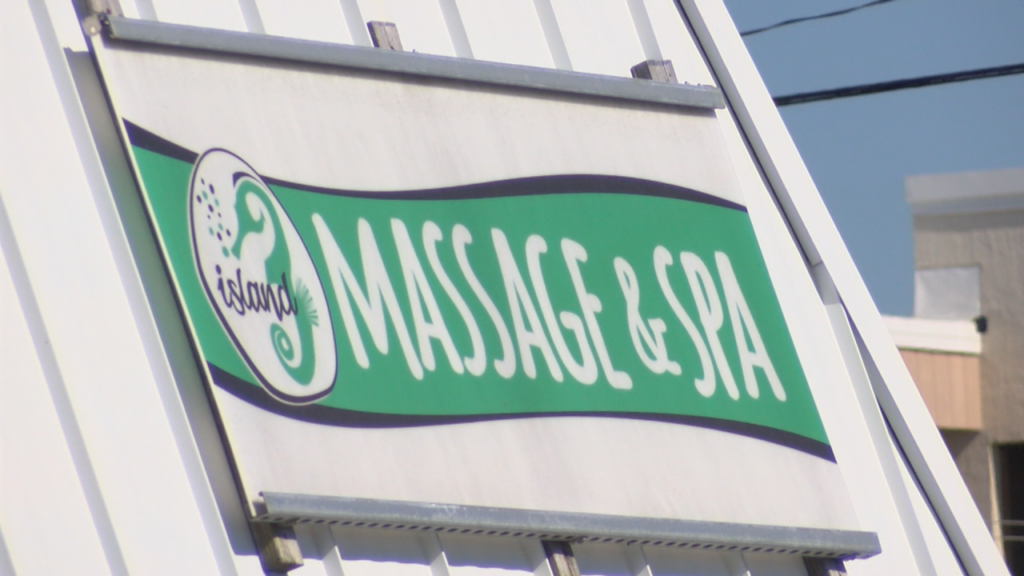 island
MASSAGE & SPA